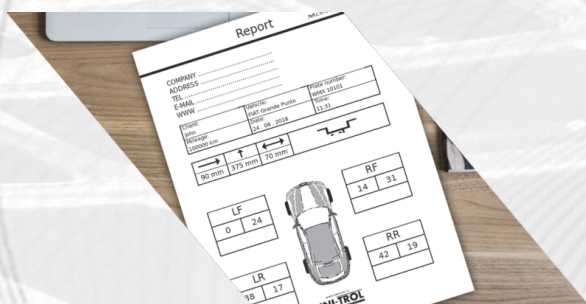 Report
COMPANY ..............................
ADDRESS ..............................
TEL ..............................
E-MAIL ..............................
WWW ..............................
Client:
john
Vehicle:
FIAT Grande Punto
Plate number:
WMX 10101
Mileage:
100000 km
Date:
24 . 08 . 2018
Time:
11:31
90 mm 375 mm 70 mm
LF
0 24
RF
14 31
LR
38 17
RR
42 19